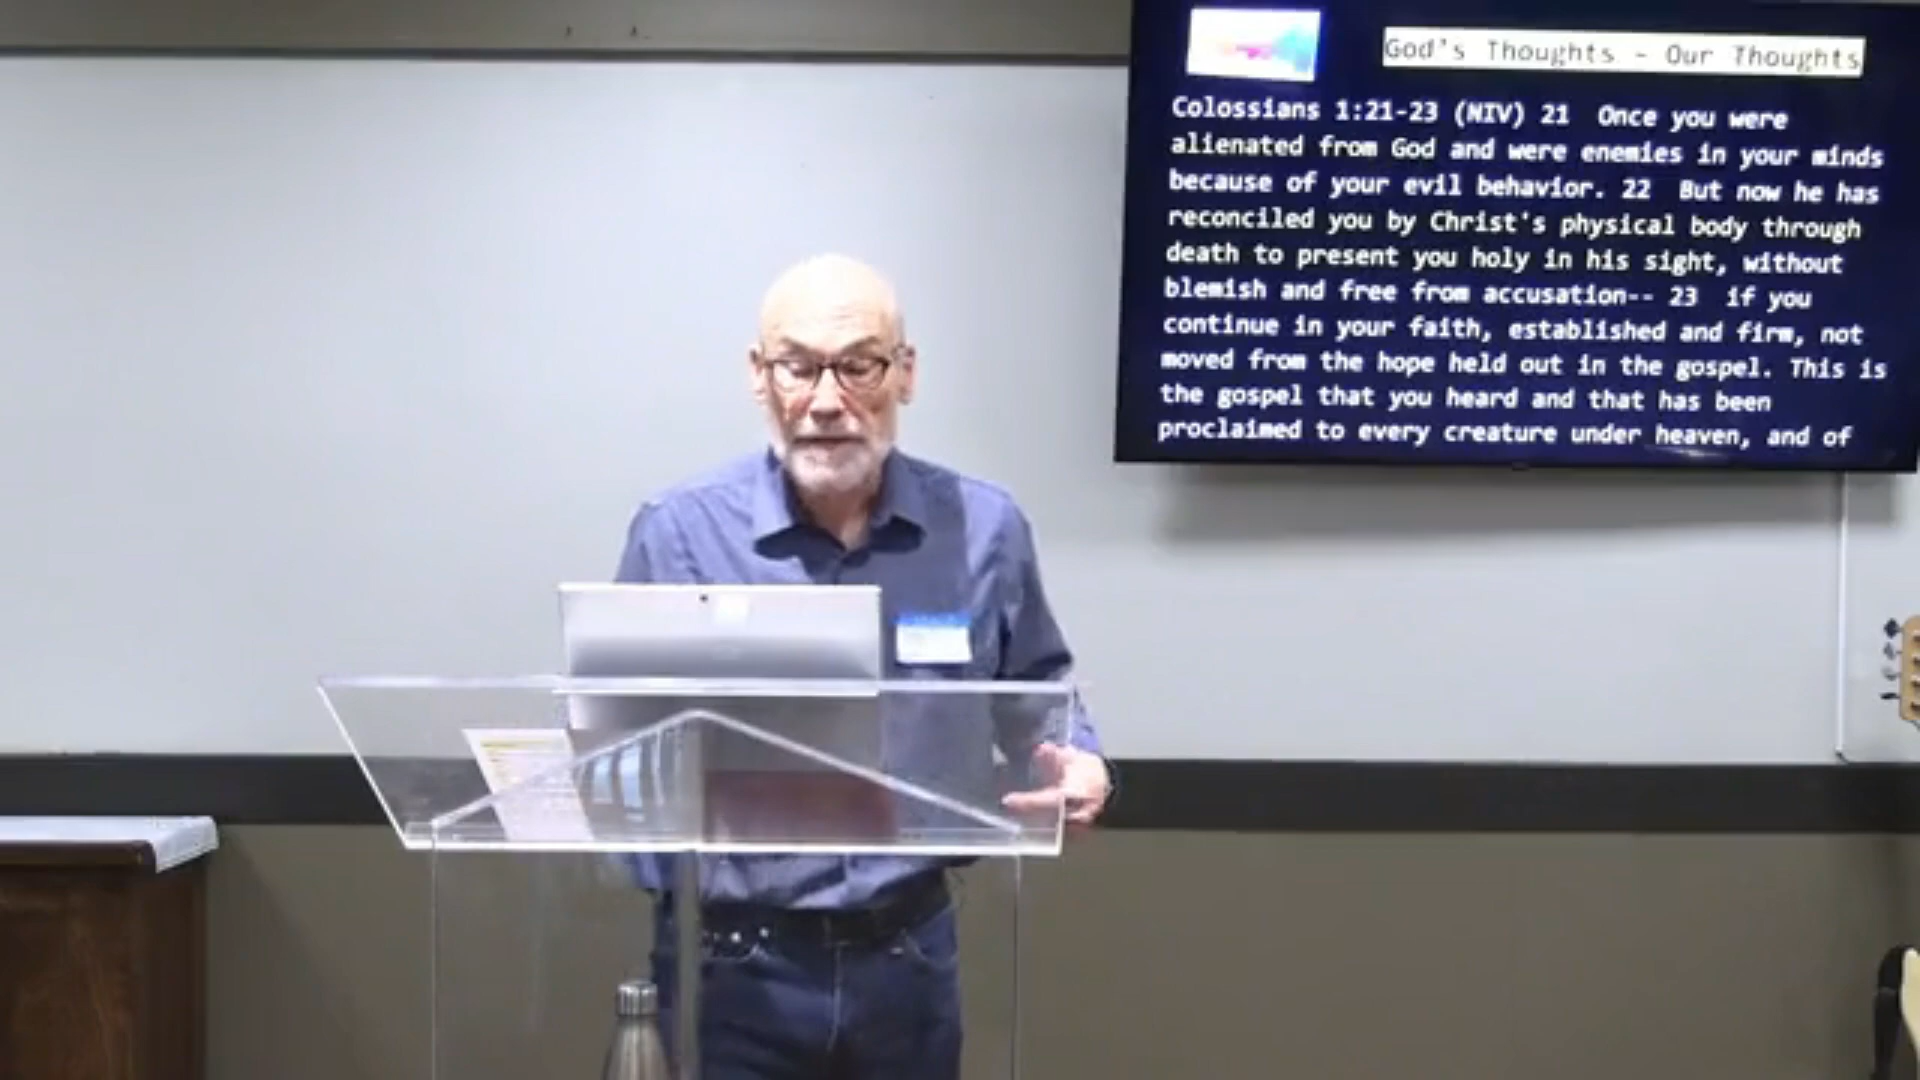 God's Thoughts - Our Thoughts
Colossians 1:21-23 (NIV) 21 Once you were
alienated from God and were enemies in your minds
because of your evil behavior. 22 But now he has
reconciled you by Christ's physical body through
death to present you holy in his sight, without
blemish and free from accusation-- 23 if you
continue in your faith, established and firm, not
moved from the hope held out in the gospel. This is
the gospel that you heard and that has been
proclaimed to every creature under heaven, and of